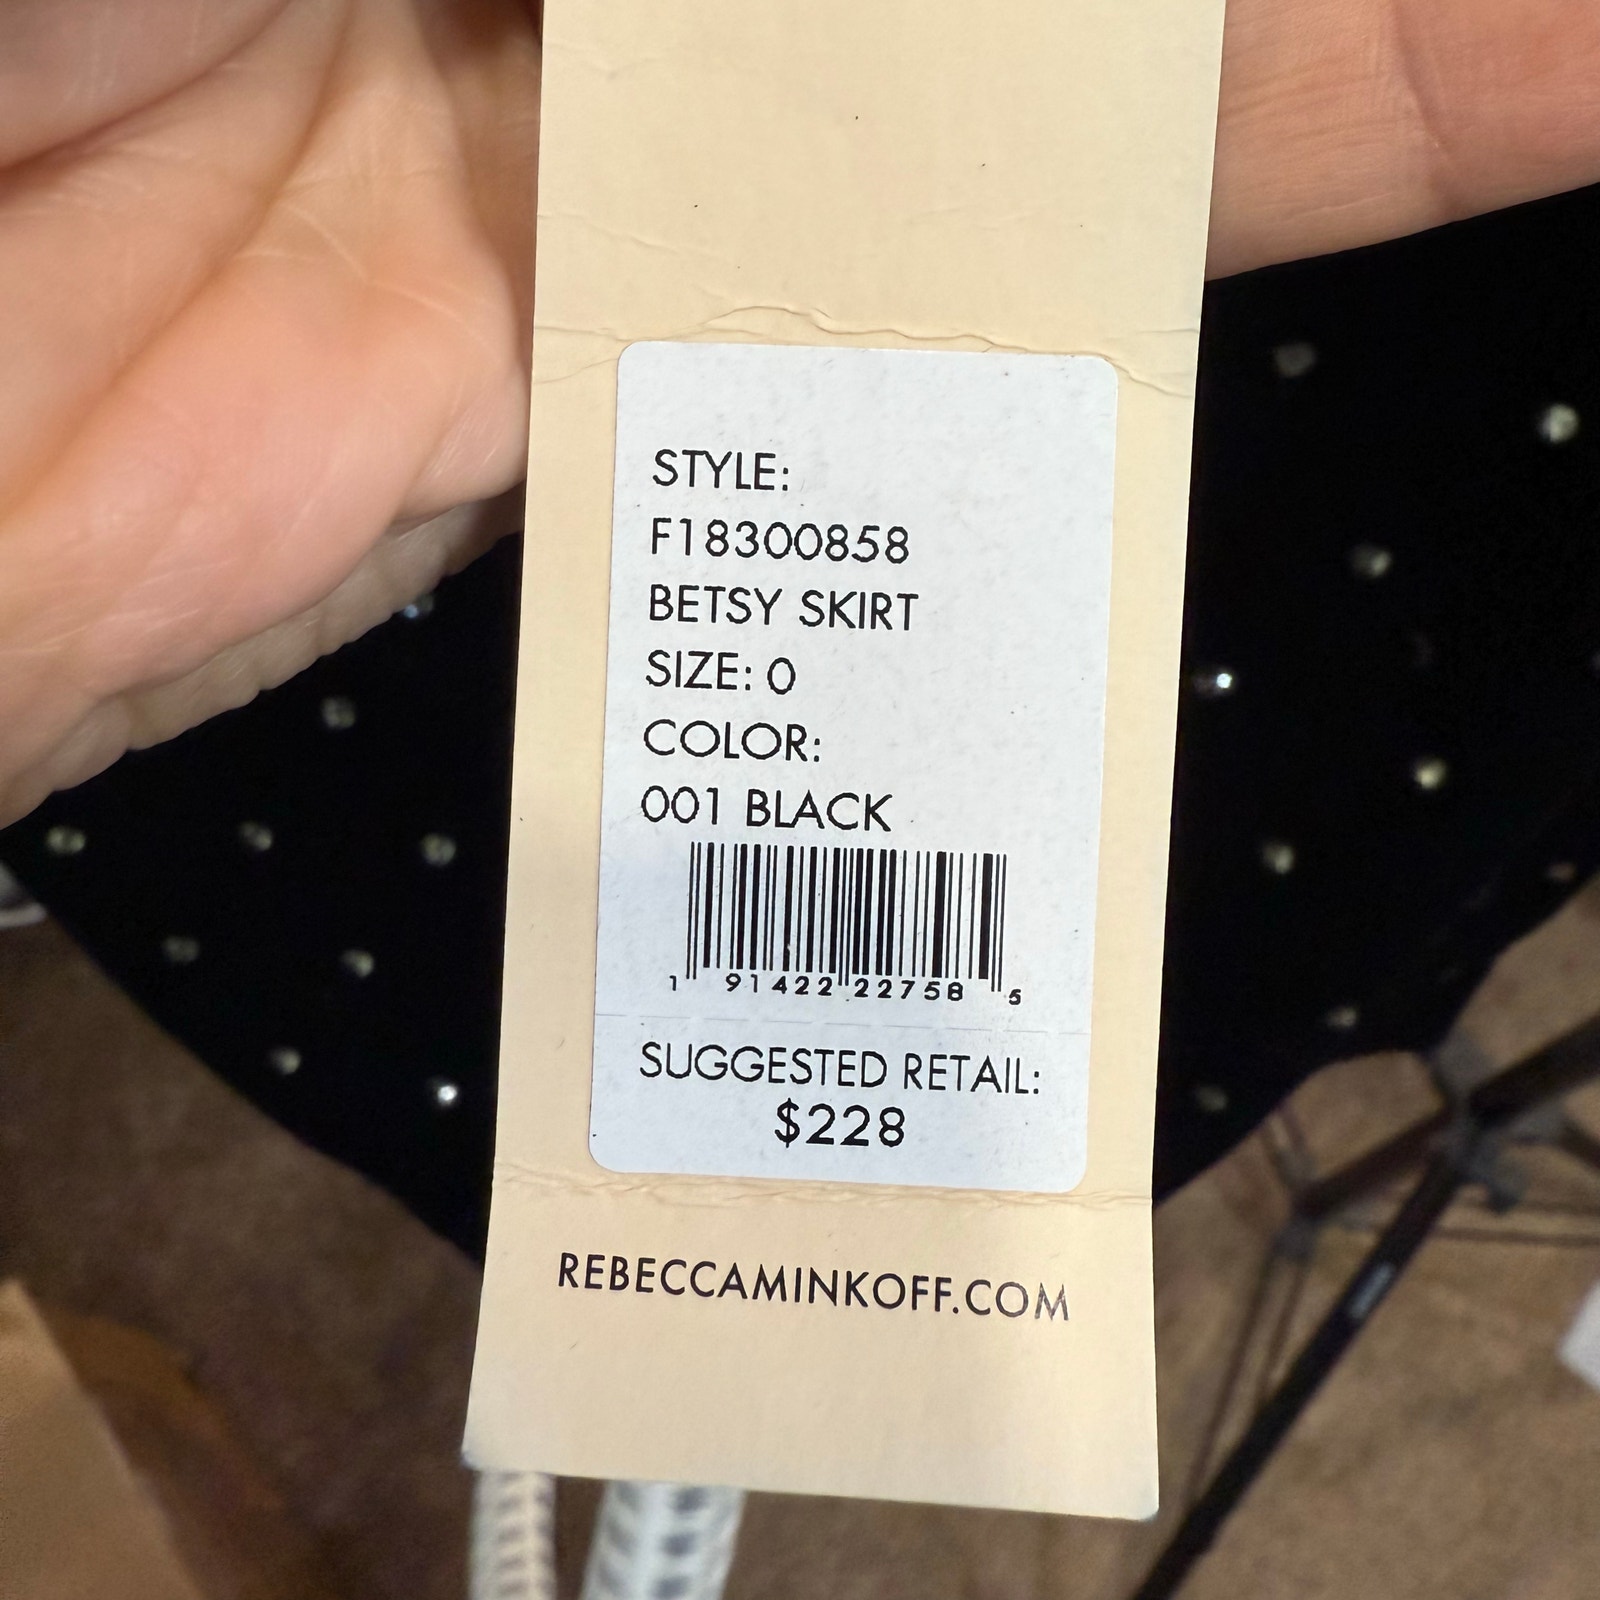 STYLE:
F18300858
BETSY SKIRT
SIZE: 0
COLOR:
001 BLACK
1 91422 22758 5
SUGGESTED RETAIL:
$228
REBECCAMINKOFF.COM